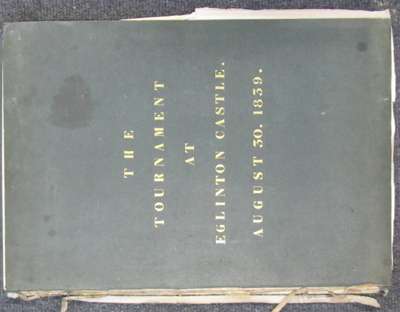 THE
TOURNAMENT
AT
EGLINTON CASTLE.
AUGUST 30. 1839.